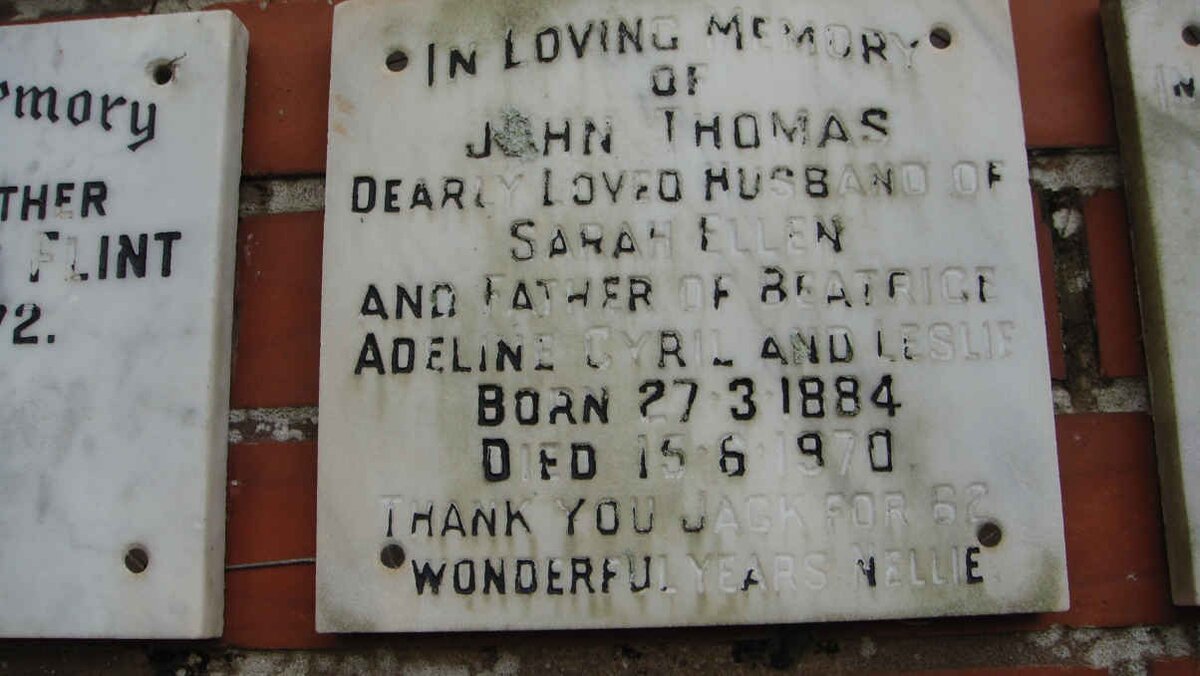 emory
THER
FLINT
72.
IN LOVING MEMORY
OF
JOHN THOMAS
DEARLY LOVED HUSBAND OF
SARAH ELLEN
AND FATHER OF BEATRICE
ADELINE CYRIL AND LESLIE
BORN 27·3·1884
DIED 15·6·1970
THANK YOU JACK FOR 62
WONDERFUL YEARS NELLIE
IN